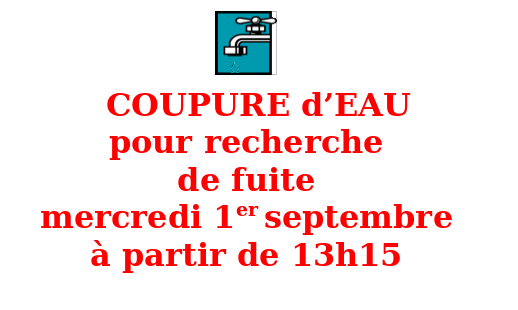 COUPURE d’EAU
pour recherche
de fuite
mercredi 1er septembre
à partir de 13h15